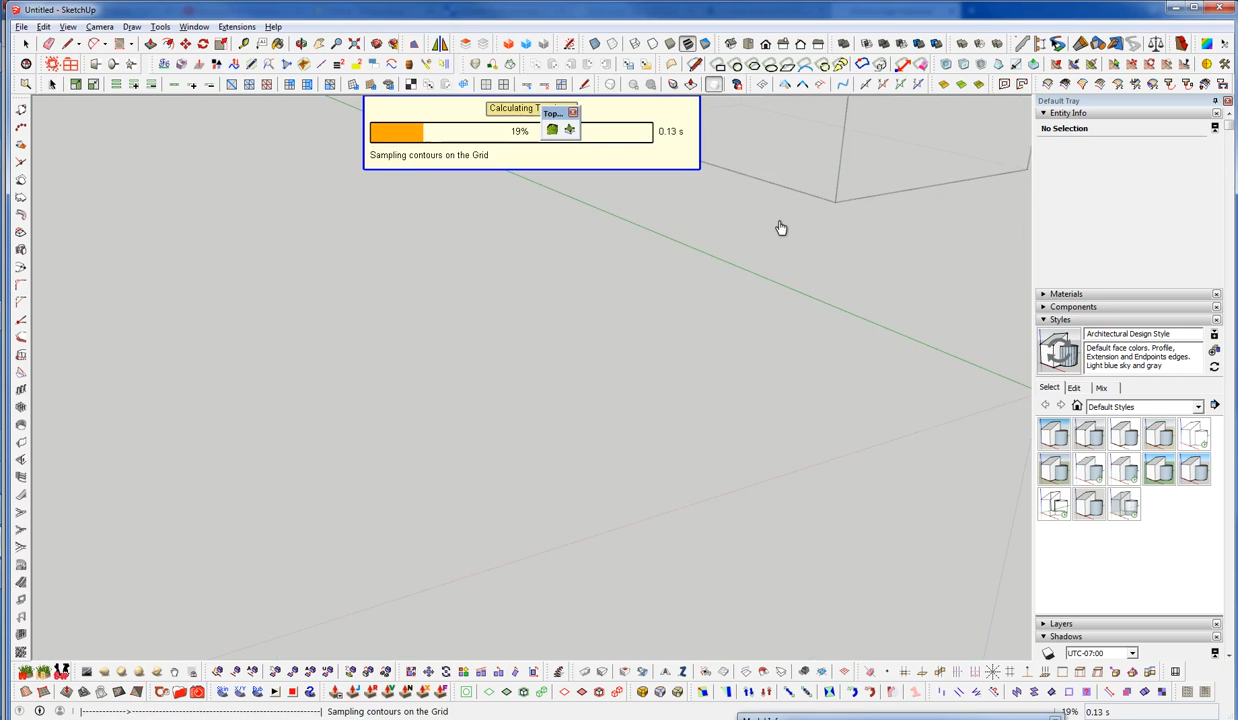 Untitled - SketchUp
File Edit View Camera Draw Tools Window Extensions Help
Default Tray
Calculating T
Top...
Entity Info
19% 0.13 s
No Selection
Sampling contours on the Grid
Materials
Components
Styles
Architectural Design Style
Default face colors. Profile,
Extension and Endpoints edges.
Light blue sky and gray
Select Edit Mix
Default Styles
Layers
Shadows
UTC-07:00
Sampling contours on the Grid
19% 0.13 s